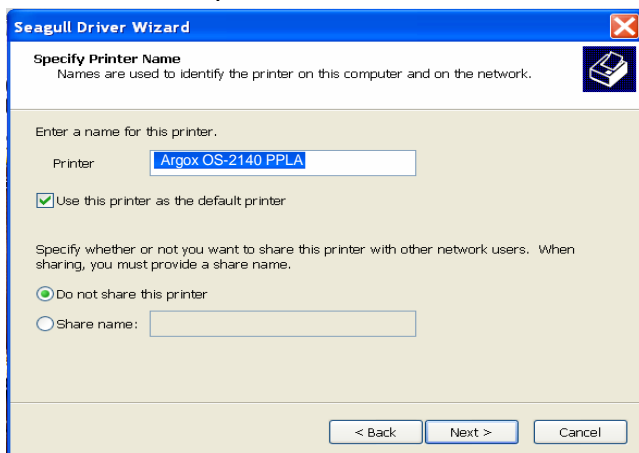 Seagull Driver Wizard
Specify Printer Name
Names are used to identify the printer on this computer and on the network.
Enter a name for this printer.
Printer Argox OS-2140 PPLA
Use this printer as the default printer
Specify whether or not you want to share this printer with other network users. When
sharing, you must provide a share name.
Do not share this printer
Share name:
< Back Next > Cancel